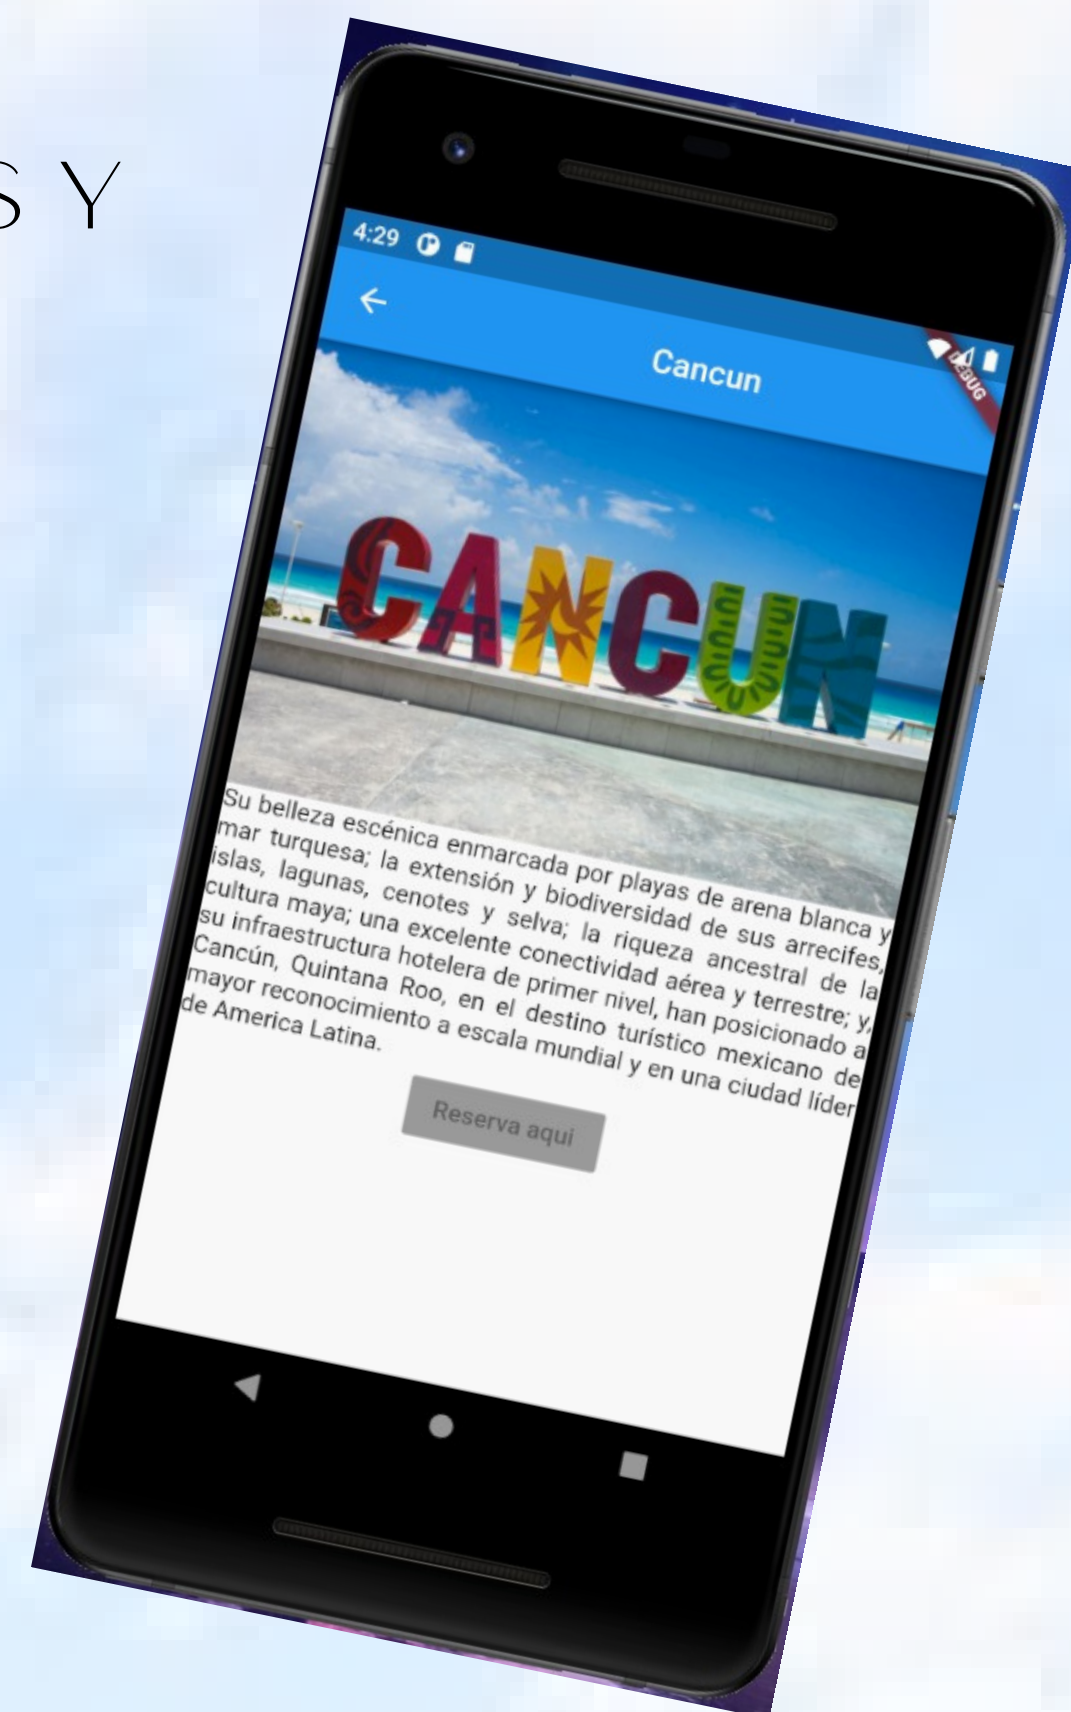 S Y
4:29
DEBUG
Cancun
CANCUN
Su belleza escénica enmarcada por playas de arena blanca y
mar turquesa; la extensión y biodiversidad de sus arrecifes,
islas, lagunas, cenotes y selva; la riqueza ancestral de la
cultura maya; una excelente conectividad aérea y terrestre; y,
su infraestructura hotelera de primer nivel, han posicionado a
Cancún, Quintana Roo, en el destino turístico mexicano de
mayor reconocimiento a escala mundial y en una ciudad líder
de America Latina.
Reserva aqui